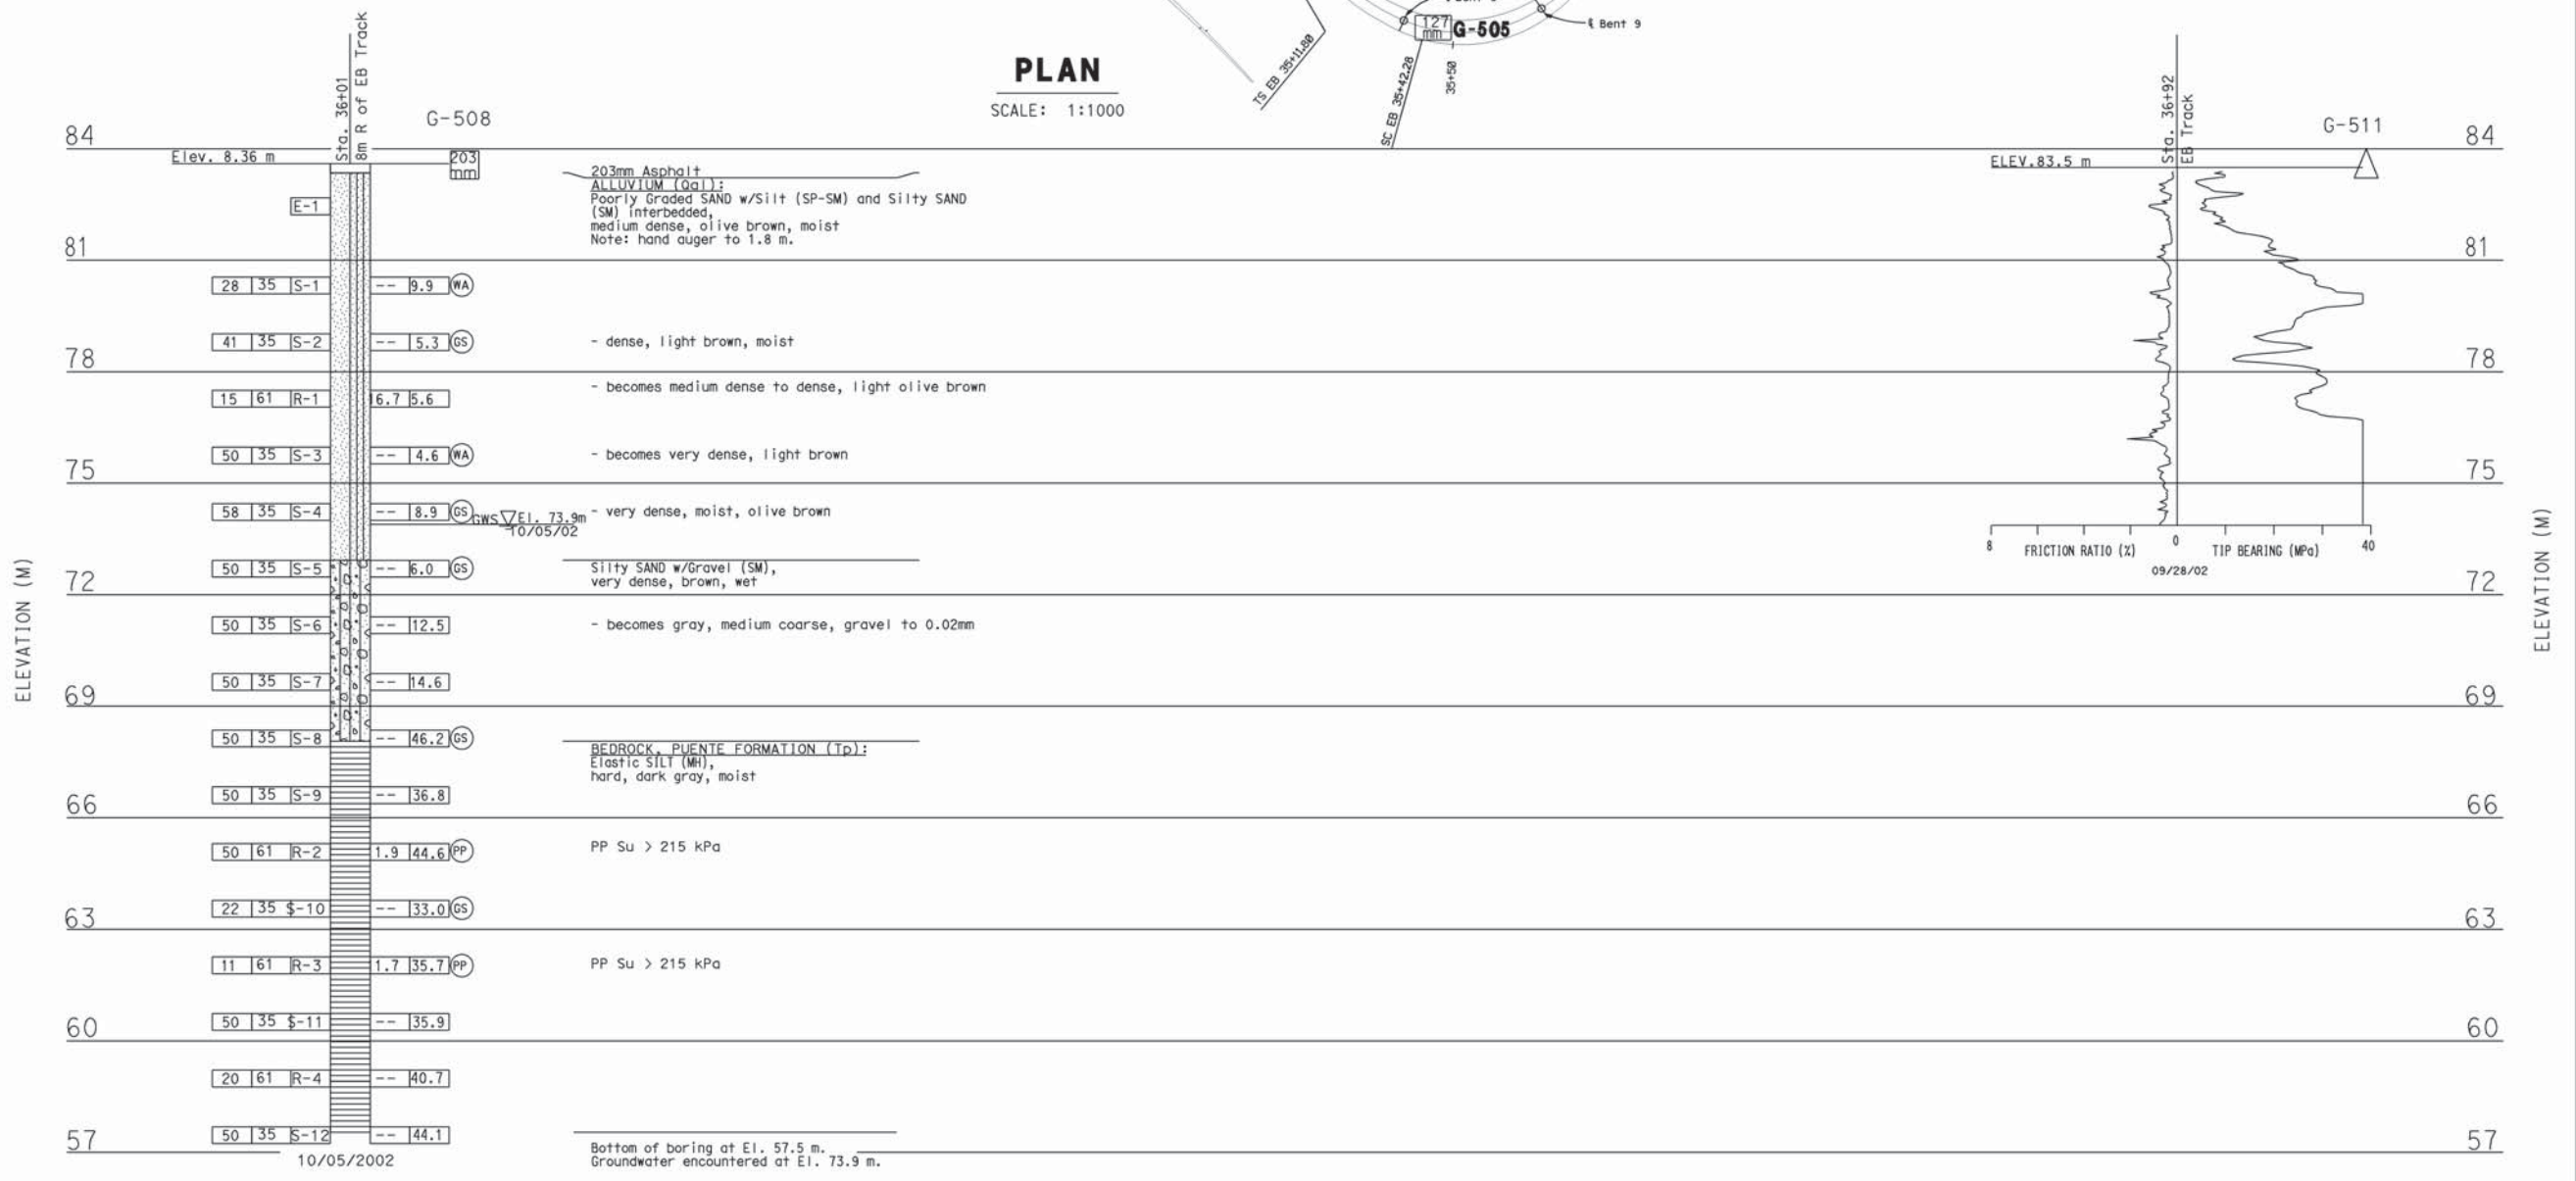 ℄ Bent 9
127
mm
G-505
TS EB 35+11.80
SC EB 35+42.28
35+50
PLAN
SCALE: 1:1000
Sta. 36+01
8m R of EB Track
G-508
Sta. 36+92
EB Track
G-511
84
84
Elev. 8.36 m
203
mm
ELEV.83.5 m
203mm Asphalt
ALLUVIUM (Qal):
Poorly Graded SAND w/Silt (SP-SM) and Silty SAND
(SM) interbedded,
medium dense, olive brown, moist
Note: hand auger to 1.8 m.
E-1
81
81
28 35 S-1 -- 9.9 WA
41 35 S-2 -- 5.3 GS
- dense, light brown, moist
78
78
- becomes medium dense to dense, light olive brown
15 61 R-1 16.7 5.6
50 35 S-3 -- 4.6 WA
- becomes very dense, light brown
75
75
58 35 S-4 -- 8.9 GS
GWS El. 73.9m
10/05/02
- very dense, moist, olive brown
8 FRICTION RATIO (%) 0 TIP BEARING (MPa) 40
09/28/02
50 35 S-5 -- 6.0 GS
Silty SAND w/Gravel (SM),
very dense, brown, wet
72
72
ELEVATION (M)
ELEVATION (M)
50 35 S-6 -- 12.5
- becomes gray, medium coarse, gravel to 0.02mm
50 35 S-7 -- 14.6
69
69
50 35 S-8 -- 46.2 GS
BEDROCK, PUENTE FORMATION (Tp):
Elastic SILT (MH),
hard, dark gray, moist
50 35 S-9 -- 36.8
66
66
50 61 R-2 1.9 44.6 PP
PP Su > 215 kPa
22 35 S-10 -- 33.0 GS
63
63
11 61 R-3 1.7 35.7 PP
PP Su > 215 kPa
50 35 S-11 -- 35.9
60
60
20 61 R-4 -- 40.7
50 35 S-12 -- 44.1
57
57
10/05/2002
Bottom of boring at El. 57.5 m.
Groundwater encountered at El. 73.9 m.